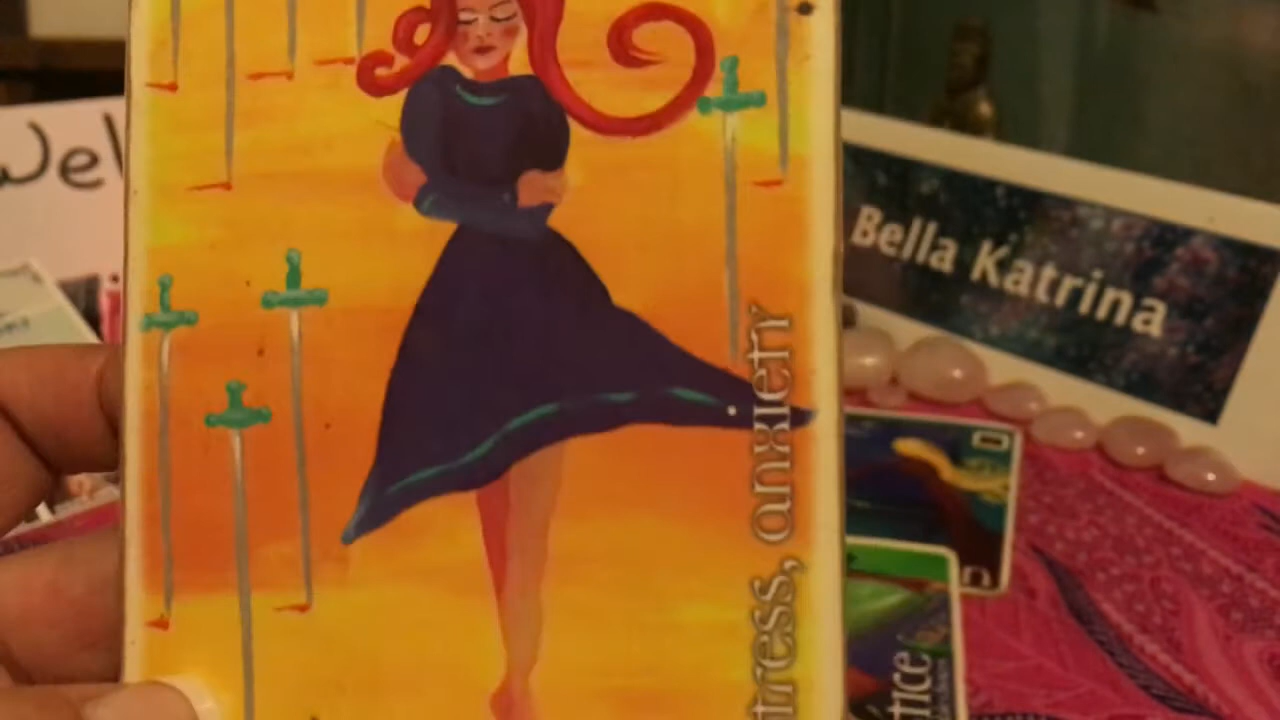 Wel
Bella Katrina
tress, anxiety
tice
n